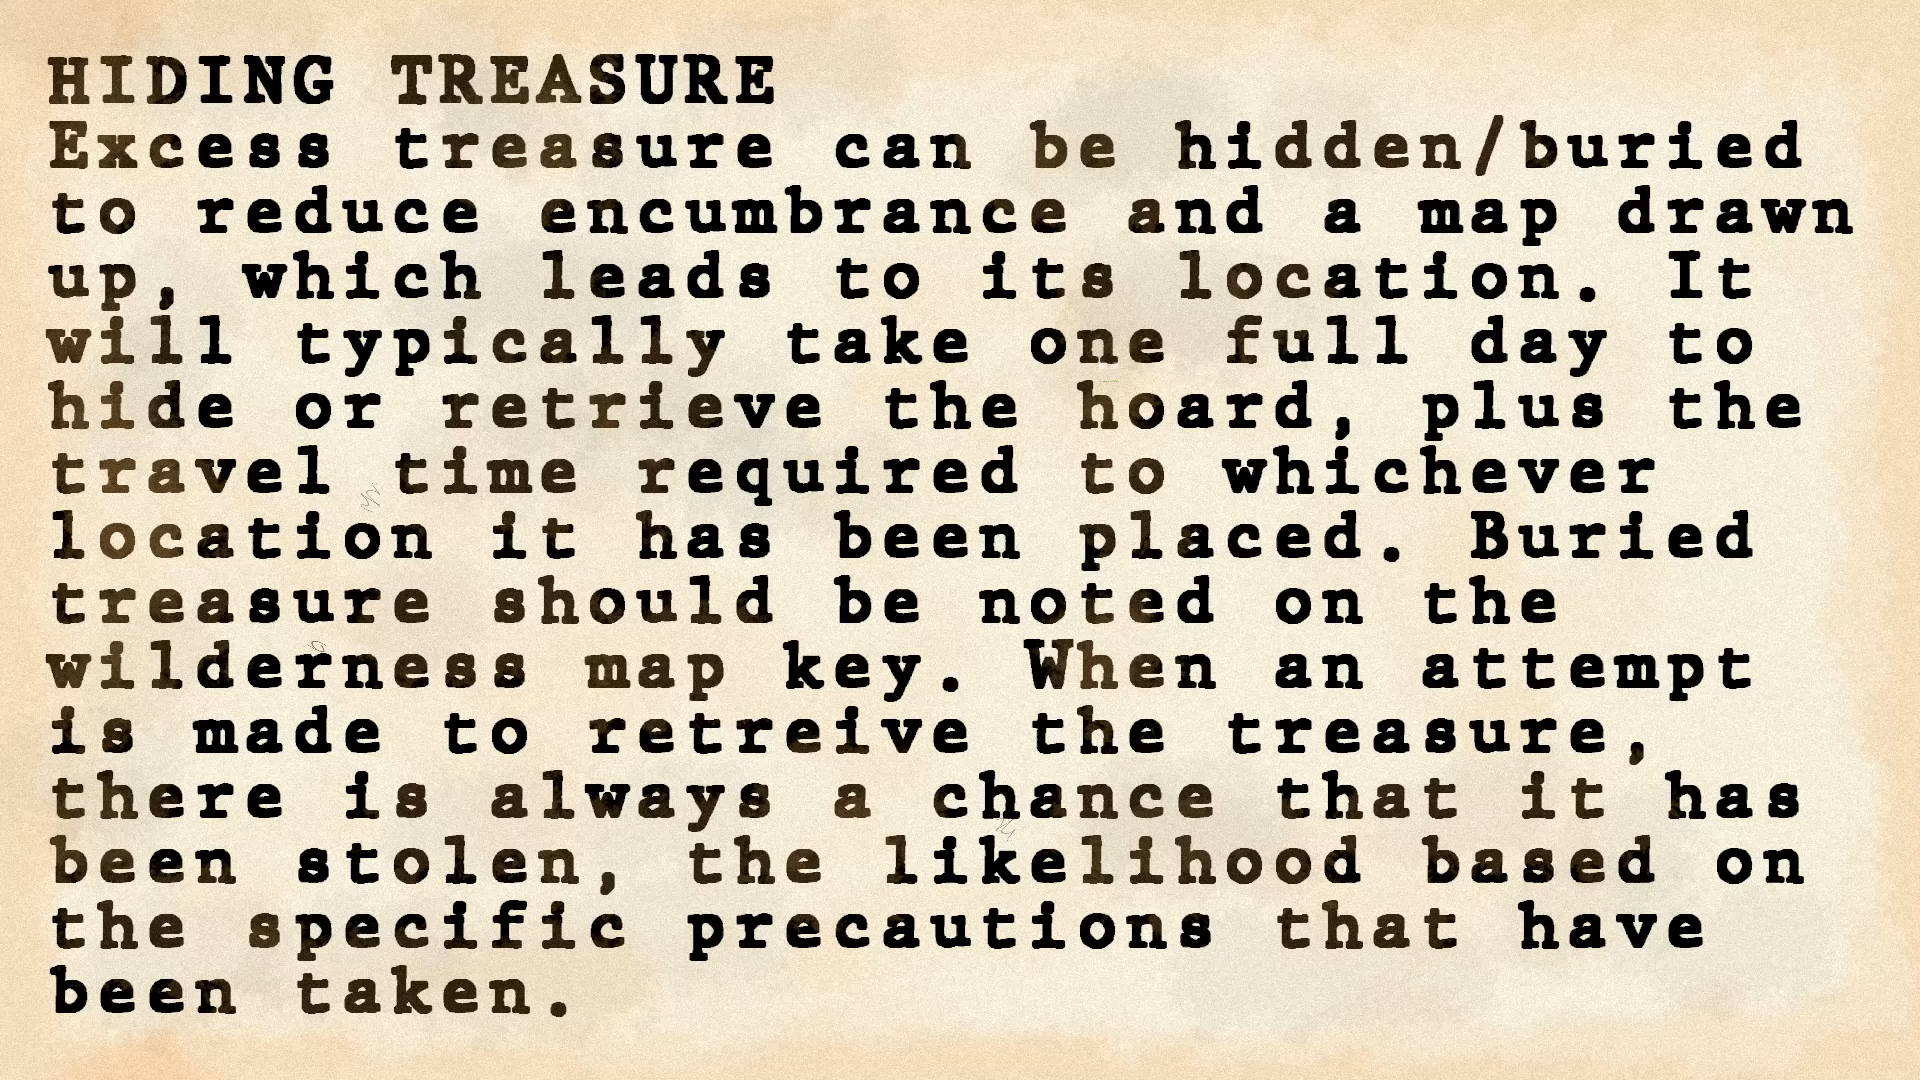 HIDING TREASURE
Excess treasure can be hidden/buried
to reduce encumbrance and a map drawn
up, which leads to its location. It
will typically take one full day to
hide or retrieve the hoard, plus the
travel time required to whichever
location it has been placed. Buried
treasure should be noted on the
wilderness map key. When an attempt
is made to retreive the treasure,
there is always a chance that it has
been stolen, the likelihood based on
the specific precautions that have
been taken.